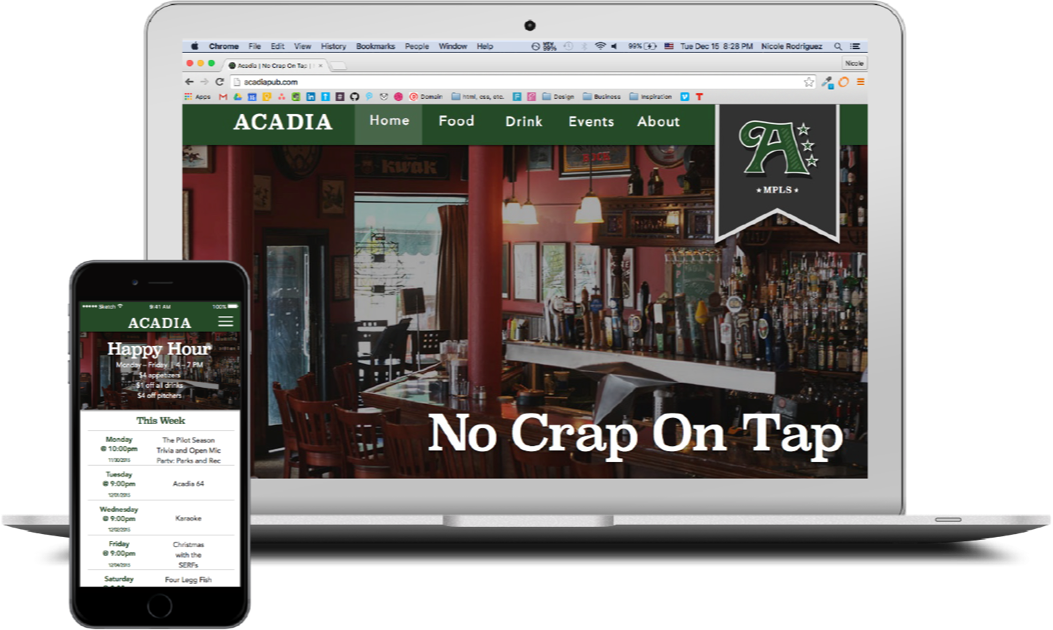 Chrome File Edit View History Bookmarks People Window Help 99% Tue Dec 15 8:28 PM Nicole Rodriguez
Acadia | No Crap On Tap | Nicole
acadiapub.com
Apps Domain html, css, etc. Design Business Inspiration
ACADIA Home Food Drink Events About
A
★ MPLS ★
kwak
No Crap On Tap
Sketch 9:41 AM 100%
ACADIA
Happy Hour
Monday – Friday | 4 – 7 PM
$4 appetizers
$1 off all drinks
$4 off pitchers
This Week
Monday
@ 10:00pm
11/30/2015
The Pilot Season
Trivia and Open Mic
Party: Parks and Rec
Tuesday
@ 9:00pm
12/01/2015
Acadia 64
Wednesday
@ 9:00pm
12/02/2015
Karaoke
Friday
@ 9:00pm
12/04/2015
Christmas
with the
SERFs
Saturday
Four Legg Fish